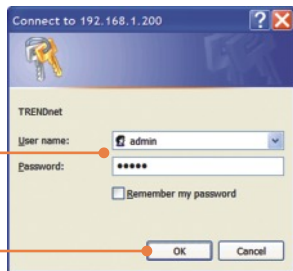 Connect to 192.168.1.200
TRENDnet
User name: admin
Password: •••••
Remember my password
OK Cancel